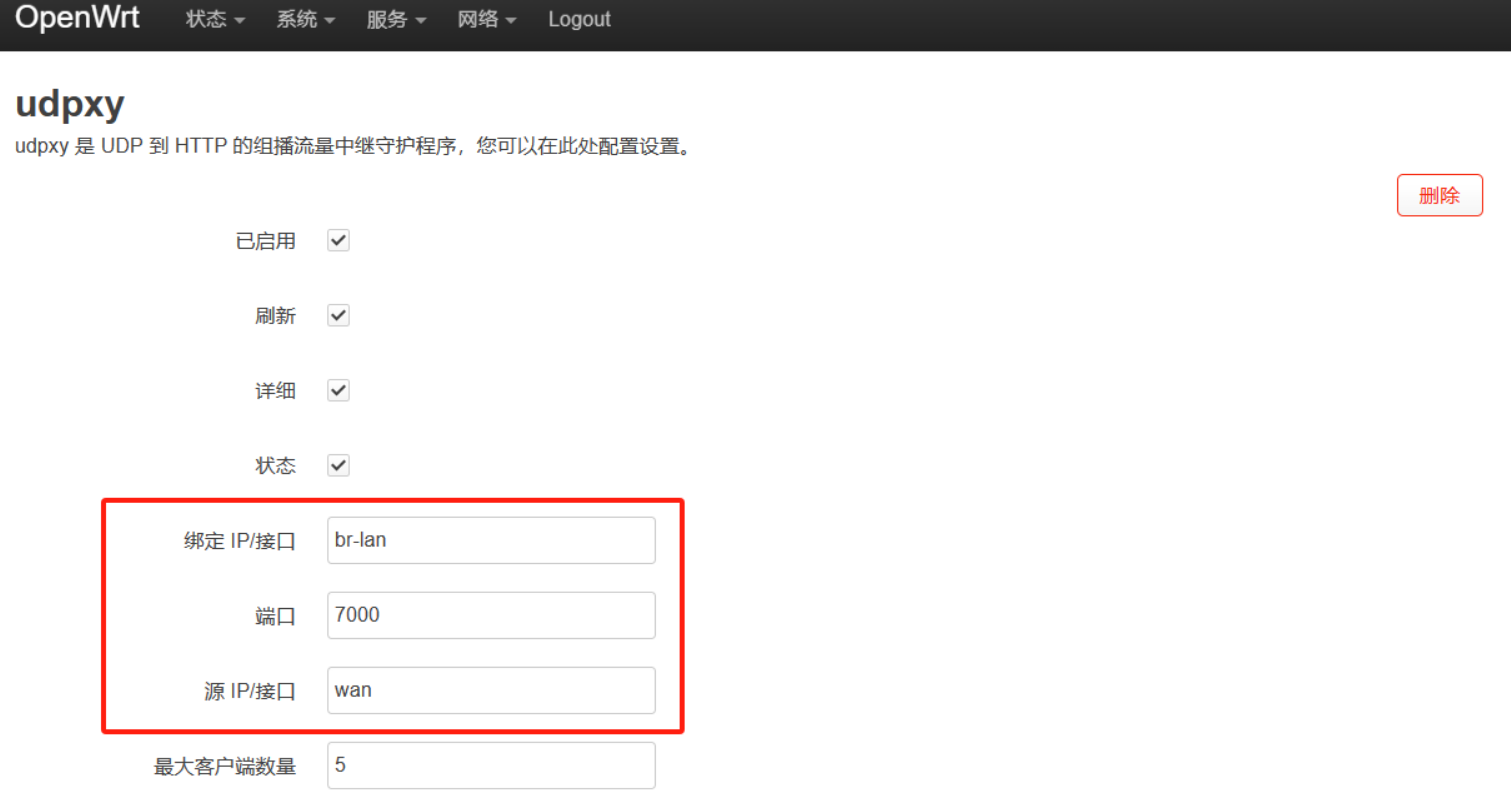 OpenWrt 状态 系统 服务 网络 Logout
udpxy
udpxy 是 UDP 到 HTTP 的组播流量中继守护程序，您可以在此处配置设置。
删除
已启用
刷新
详细
状态
绑定 IP/接口 br-lan
端口 7000
源 IP/接口 wan
最大客户端数量 5